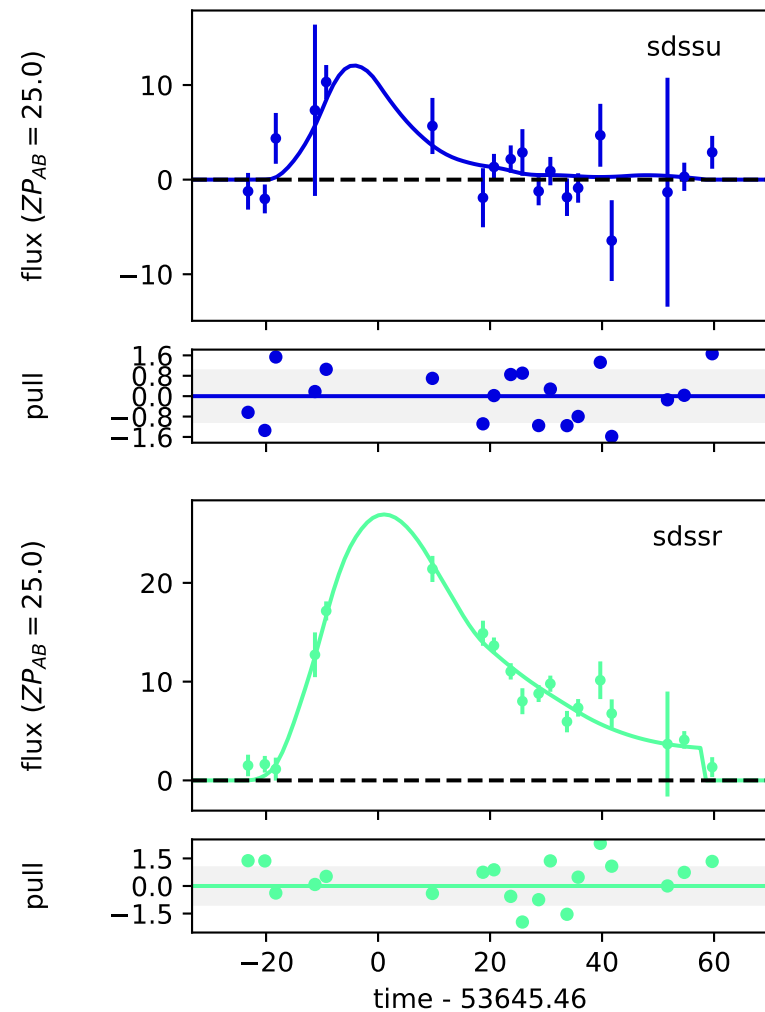 sdssu
flux (ZP_AB = 25.0)
10
0
−10
pull
1.6
0.8
0.0
−0.8
−1.6
sdssr
flux (ZP_AB = 25.0)
20
10
0
pull
1.5
0.0
−1.5
−20 0 20 40 60
time - 53645.46